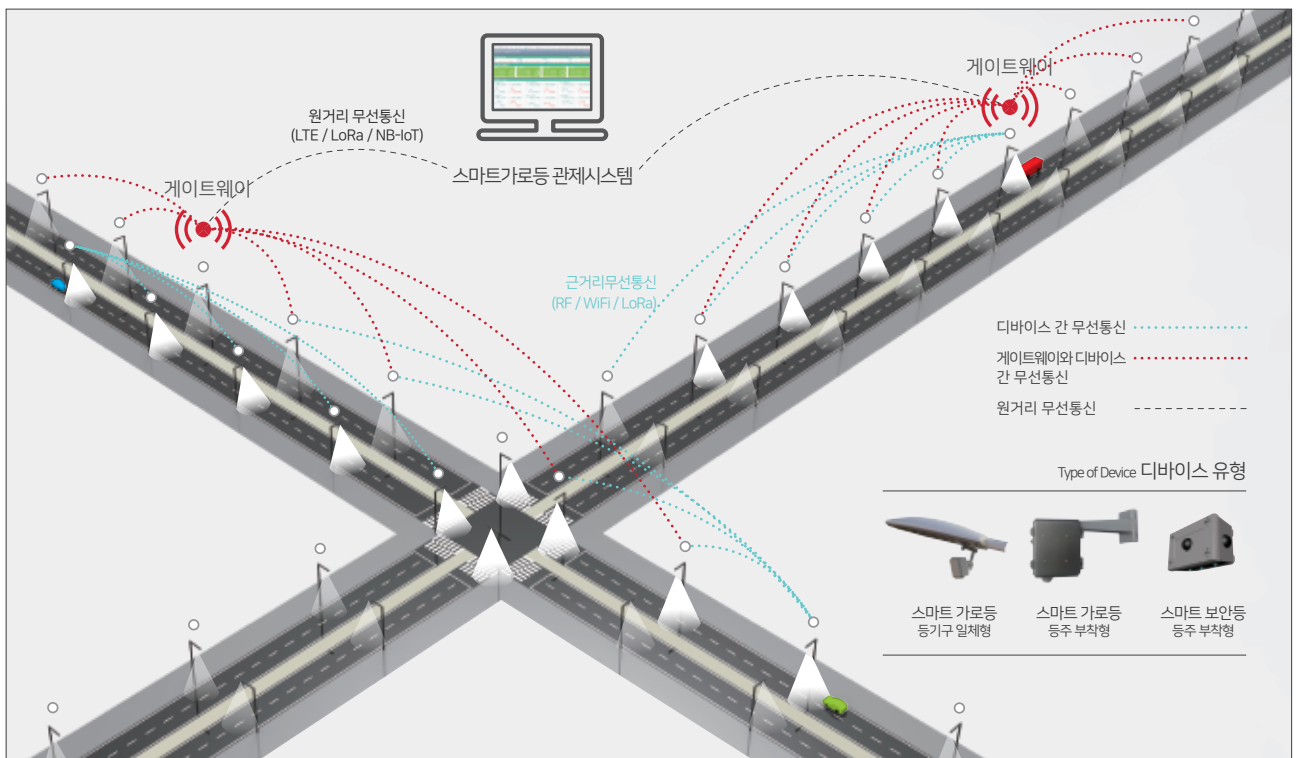 게이트웨이
원거리 무선통신
(LTE / LoRa / NB-IoT)
스마트가로등 관제시스템
게이트웨이
근거리무선통신
(RF / WiFi / LoRa)
디바이스 간 무선통신
게이트웨이와 디바이스
간 무선통신
원거리 무선통신
Type of Device 디바이스 유형
스마트 가로등
등기구 일체형
스마트 가로등
등주 부착형
스마트 보안등
등주 부착형